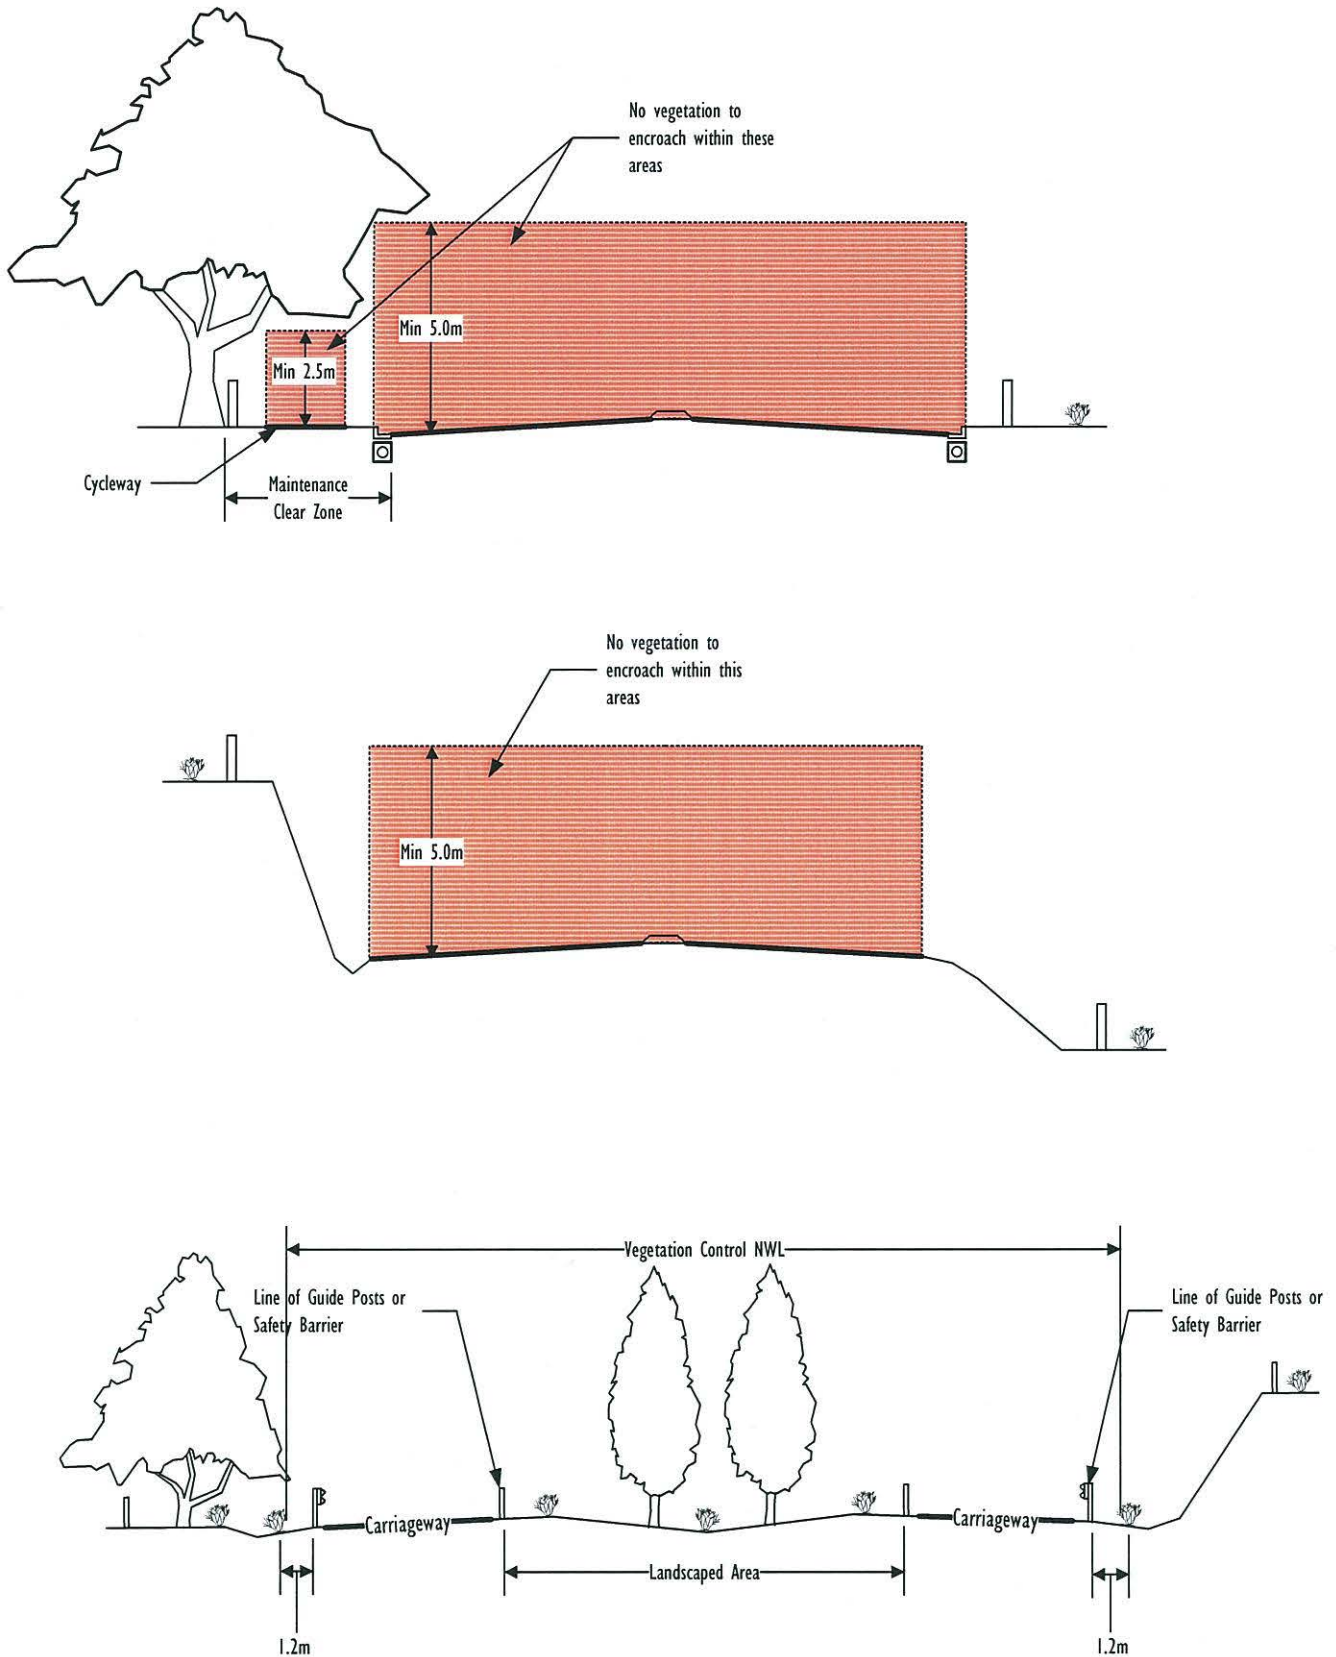 No vegetation to
encroach within these
areas
Min 5.0m
Min 2.5m
Cycleway
Maintenance
Clear Zone
No vegetation to
encroach within this
areas
Min 5.0m
Vegetation Control NWL
Line of Guide Posts or
Safety Barrier
Line of Guide Posts or
Safety Barrier
Carriageway
Carriageway
Landscaped Area
1.2m
1.2m